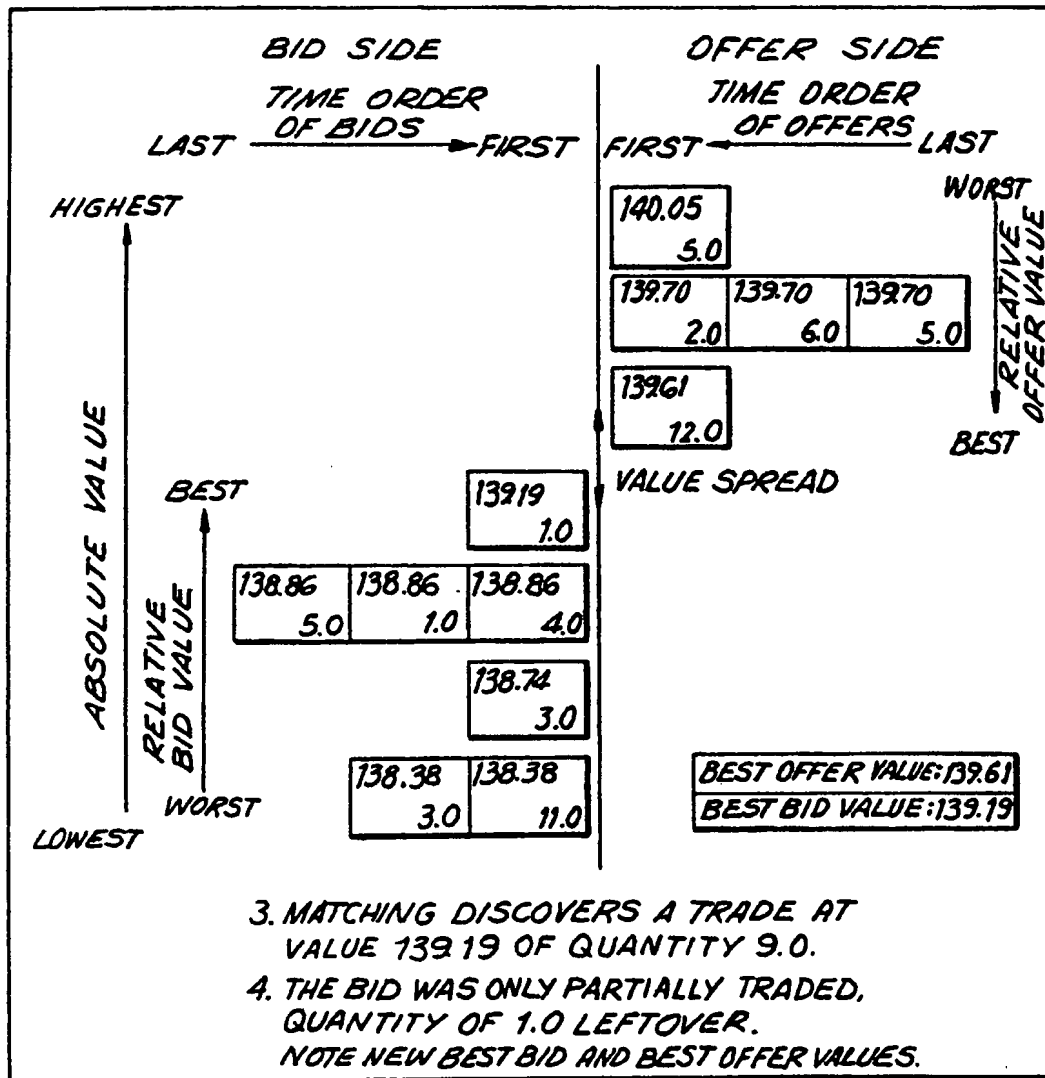 BID SIDE
OFFER SIDE
TIME ORDER
OF BIDS
TIME ORDER
OF OFFERS
LAST
FIRST
FIRST
LAST
HIGHEST
WORST
140.05
5.0
139.70 139.70 139.70
2.0 6.0 5.0
RELATIVE
OFFER VALUE
139.61
12.0
BEST
ABSOLUTE VALUE
BEST
VALUE SPREAD
139.19
1.0
RELATIVE
BID VALUE
138.86 138.86 138.86
5.0 1.0 4.0
138.74
3.0
138.38 138.38
3.0 11.0
WORST
LOWEST
BEST OFFER VALUE: 139.61
BEST BID VALUE: 139.19
3. MATCHING DISCOVERS A TRADE AT
VALUE 139.19 OF QUANTITY 9.0.
4. THE BID WAS ONLY PARTIALLY TRADED,
QUANTITY OF 1.0 LEFTOVER.
NOTE NEW BEST BID AND BEST OFFER VALUES.